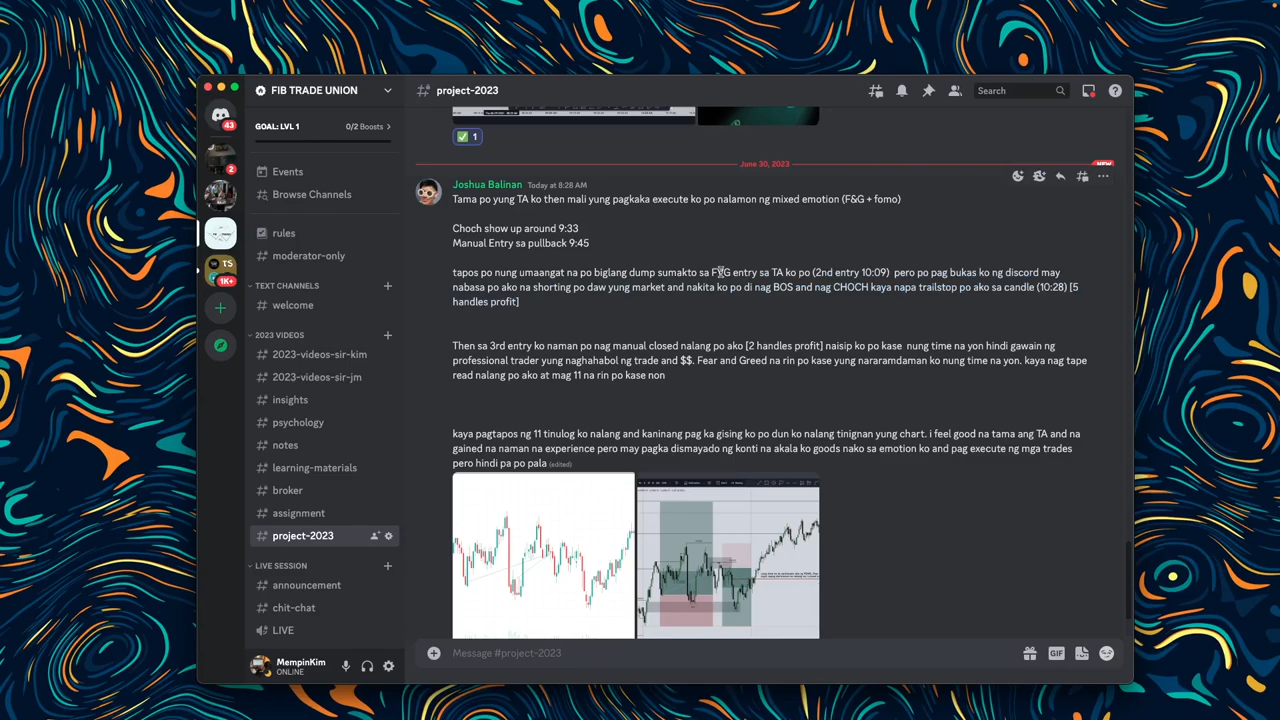 FIB TRADE UNION
# project-2023
Search
43
GOAL: LVL 1
0/2 Boosts >
1
2
Events
Browse Channels
June 30, 2023
NEW
Joshua Balinan Today at 8:28 AM
Tama po yung TA ko then mali yung pagkaka execute ko po nalamon ng mixed emotion (F&G + fomo)
rules
moderator-only
Choch show up around 9:33
Manual Entry sa pullback 9:45
TS
1K+
tapos po nung umaangat na po biglang dump sumakto sa FVG entry sa TA ko po (2nd entry 10:09) pero po pag bukas ko ng discord may
nabasa po ako na shorting po daw yung market and nakita ko po di nag BOS and nag CHOCH kaya napa trailstop po ako sa candle (10:28) [5
handles profit]
TEXT CHANNELS
# welcome
2023 VIDEOS
# 2023-videos-sir-kim
# 2023-videos-sir-jm
# insights
# psychology
# notes
# learning-materials
# broker
# assignment
# project-2023
Then sa 3rd entry ko naman po nag manual closed nalang po ako [2 handles profit] naisip ko po kase nung time na yon hindi gawain ng
professional trader yung naghahabol ng trade and $$. Fear and Greed na rin po kase yung nararamdaman ko nung time na yon. kaya nag tape
read nalang po ako at mag 11 na rin po kase non
kaya pagtapos ng 11 tinulog ko nalang and kaninang pag ka gising ko po dun ko nalang tinignan yung chart. i feel good na tama ang TA and na
gained na naman na experience pero may pagka dismayado ng konti na akala ko goods nako sa emotion ko and pag execute ng mga trades
pero hindi pa po pala (edited)
LIVE SESSION
# announcement
# chit-chat
# LIVE
MempinKim
ONLINE
Message #project-2023
GIF